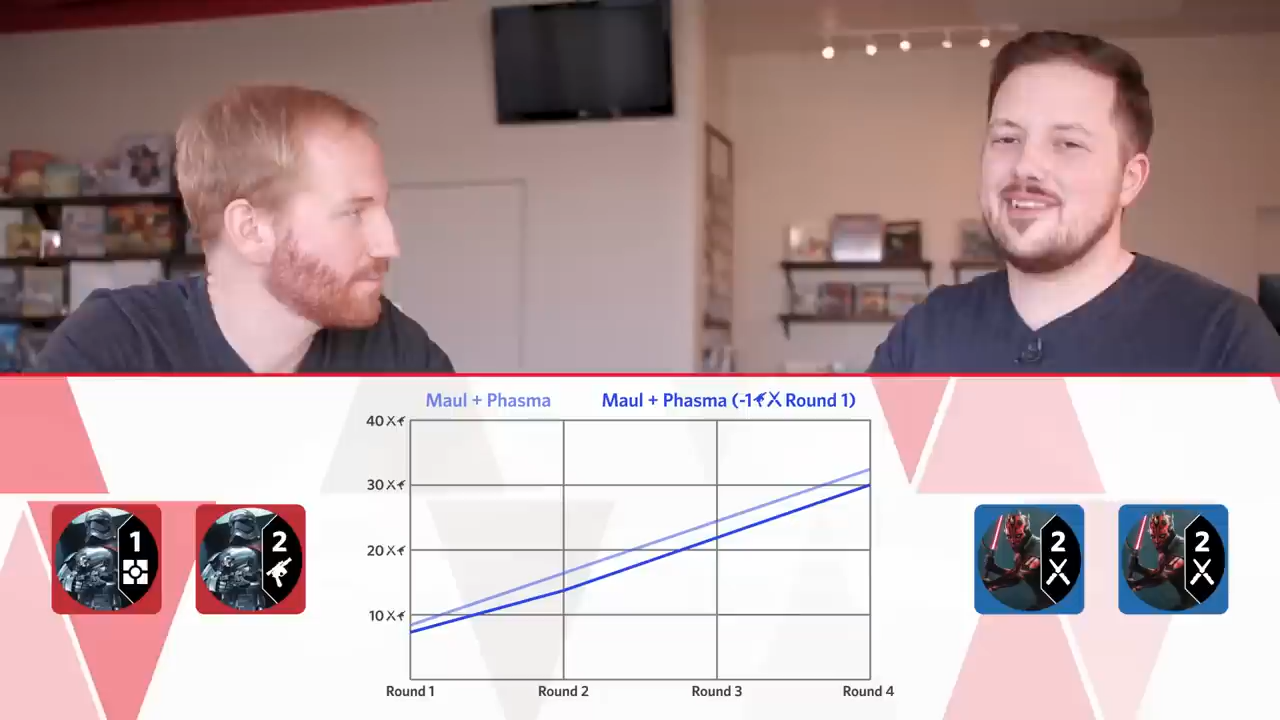 Maul + Phasma
Maul + Phasma (-1 Round 1)
40
30
20
10
Round 1 Round 2 Round 3 Round 4
1
2
2
2